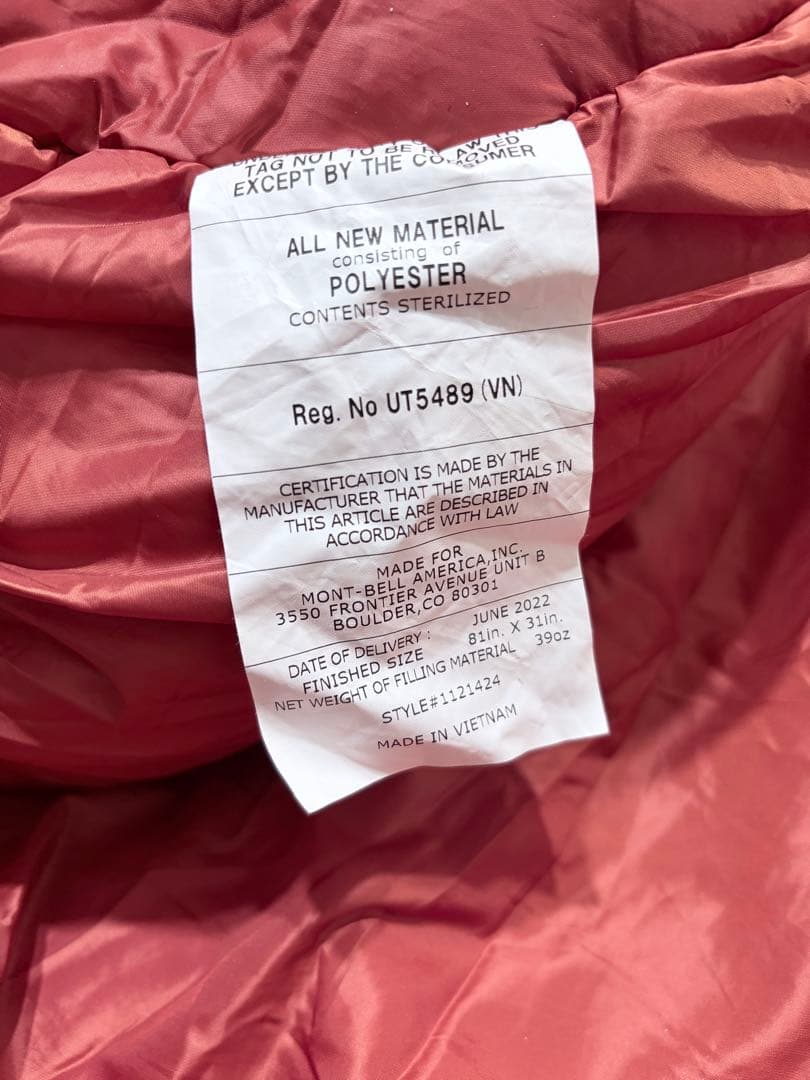 TAG NOT TO BE
EXCEPT BY THE CONSUMER
ALL NEW MATERIAL
consisting of
POLYESTER
CONTENTS STERILIZED
Reg. No UT5489 (VN)
CERTIFICATION IS MADE BY THE
MANUFACTURER THAT THE MATERIALS IN
THIS ARTICLE ARE DESCRIBED IN
ACCORDANCE WITH LAW
MADE FOR
MONT-BELL AMERICA,INC.
3550 FRONTIER AVENUE UNIT B
BOULDER,CO 80301
DATE OF DELIVERY : JUNE 2022
FINISHED SIZE 81in. X 31in.
NET WEIGHT OF FILLING MATERIAL 39oz
STYLE#1121424
MADE IN VIETNAM